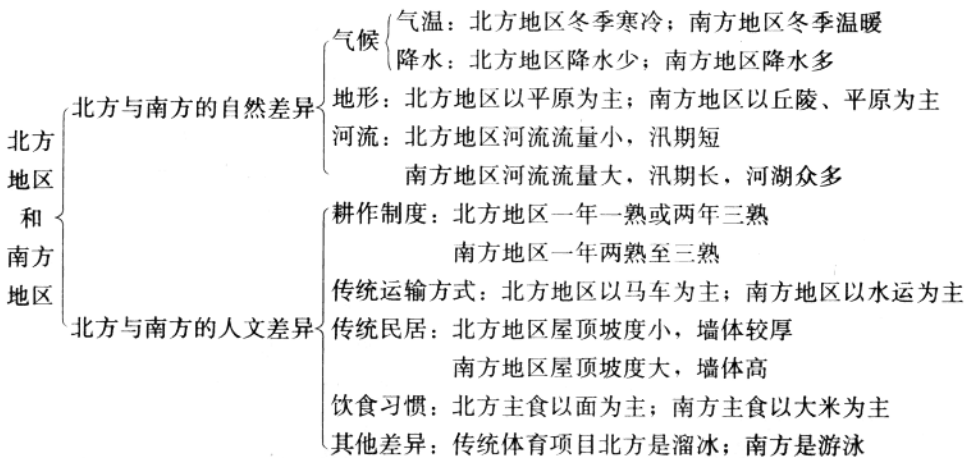 北方
地区
和
南方
地区
北方与南方的自然差异
气候
气温：北方地区冬季寒冷；南方地区冬季温暖
降水：北方地区降水少；南方地区降水多
地形：北方地区以平原为主；南方地区以丘陵、平原为主
河流：北方地区河流流量小，汛期短
南方地区河流流量大，汛期长，河湖众多
北方与南方的人文差异
耕作制度：北方地区一年一熟或两年三熟
南方地区一年两熟至三熟
传统运输方式：北方地区以马车为主；南方地区以水运为主
传统民居：北方地区屋顶坡度小，墙体较厚
南方地区屋顶坡度大，墙体高
饮食习惯：北方主食以面为主；南方主食以大米为主
其他差异：传统体育项目北方是溜冰；南方是游泳